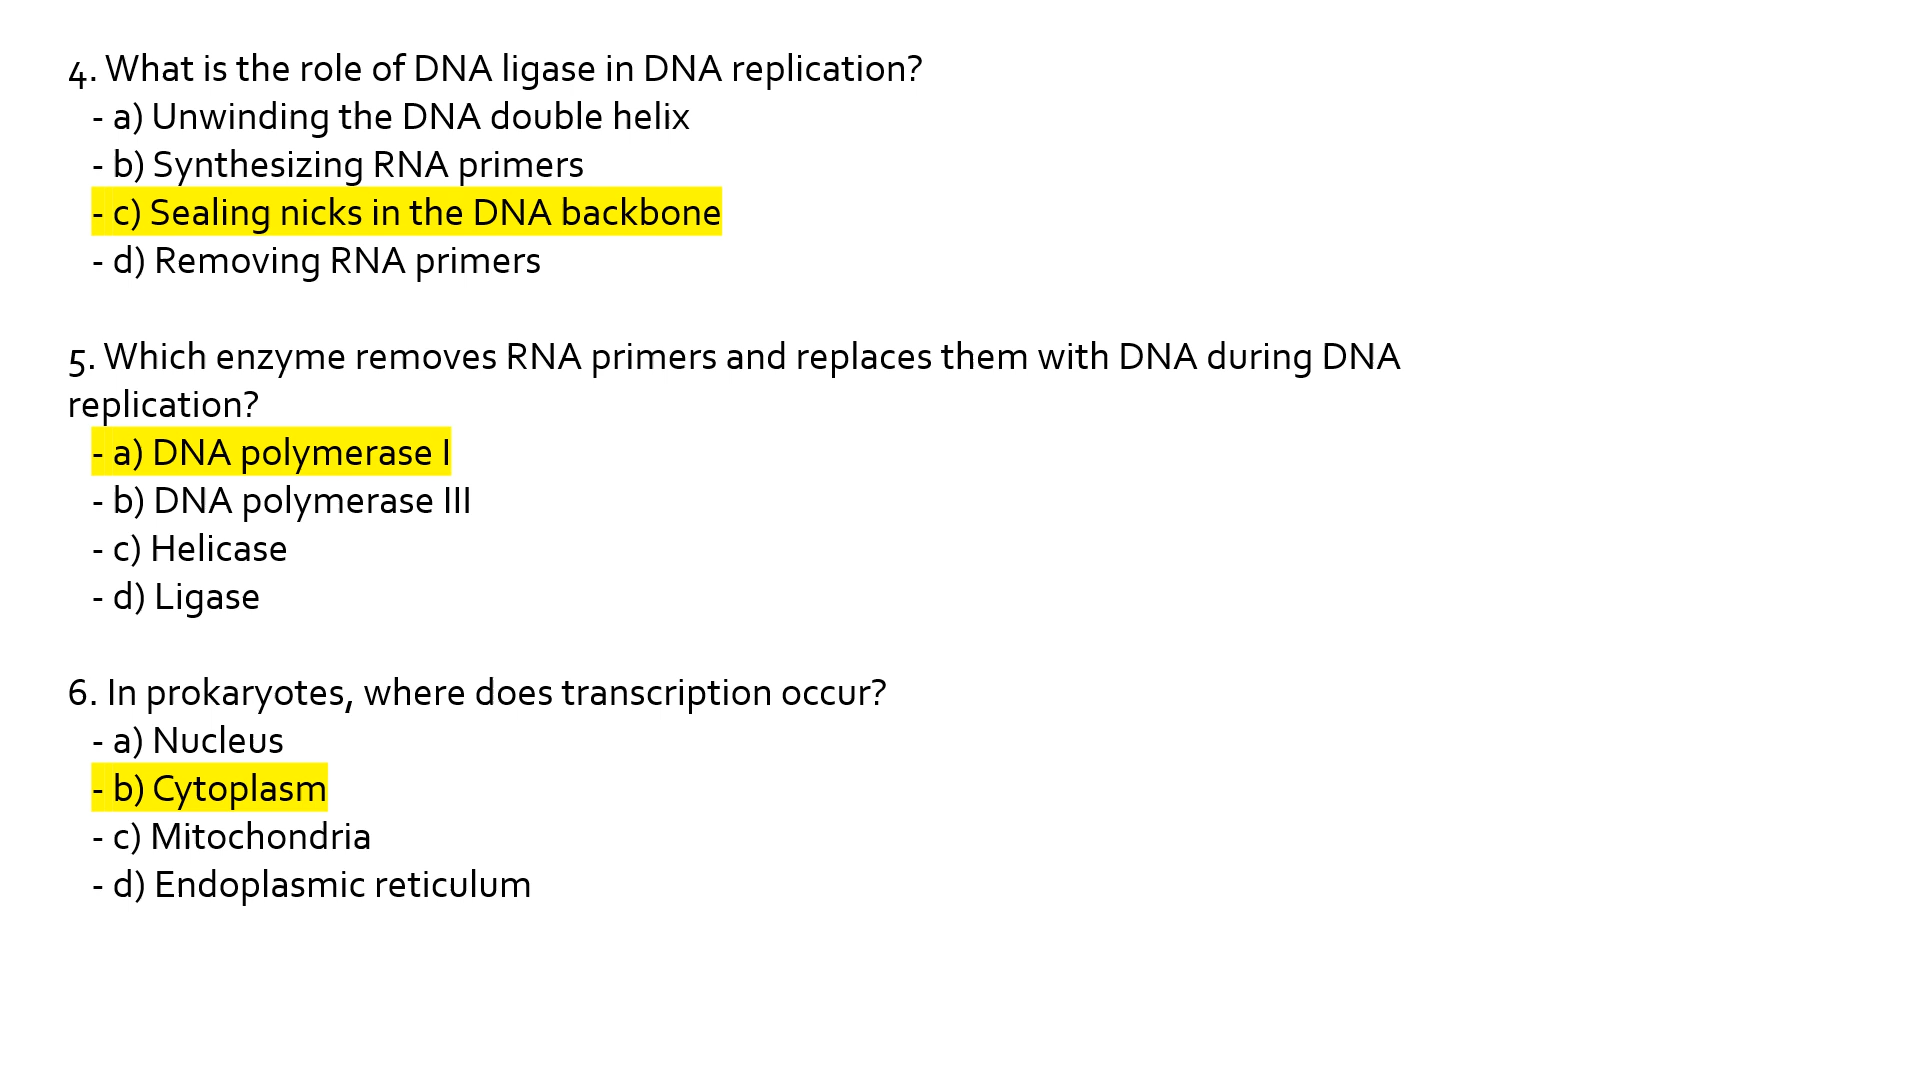 4. What is the role of DNA ligase in DNA replication?
- a) Unwinding the DNA double helix
- b) Synthesizing RNA primers
- c) Sealing nicks in the DNA backbone
- d) Removing RNA primers
5. Which enzyme removes RNA primers and replaces them with DNA during DNA
replication?
- a) DNA polymerase I
- b) DNA polymerase III
- c) Helicase
- d) Ligase
6. In prokaryotes, where does transcription occur?
- a) Nucleus
- b) Cytoplasm
- c) Mitochondria
- d) Endoplasmic reticulum